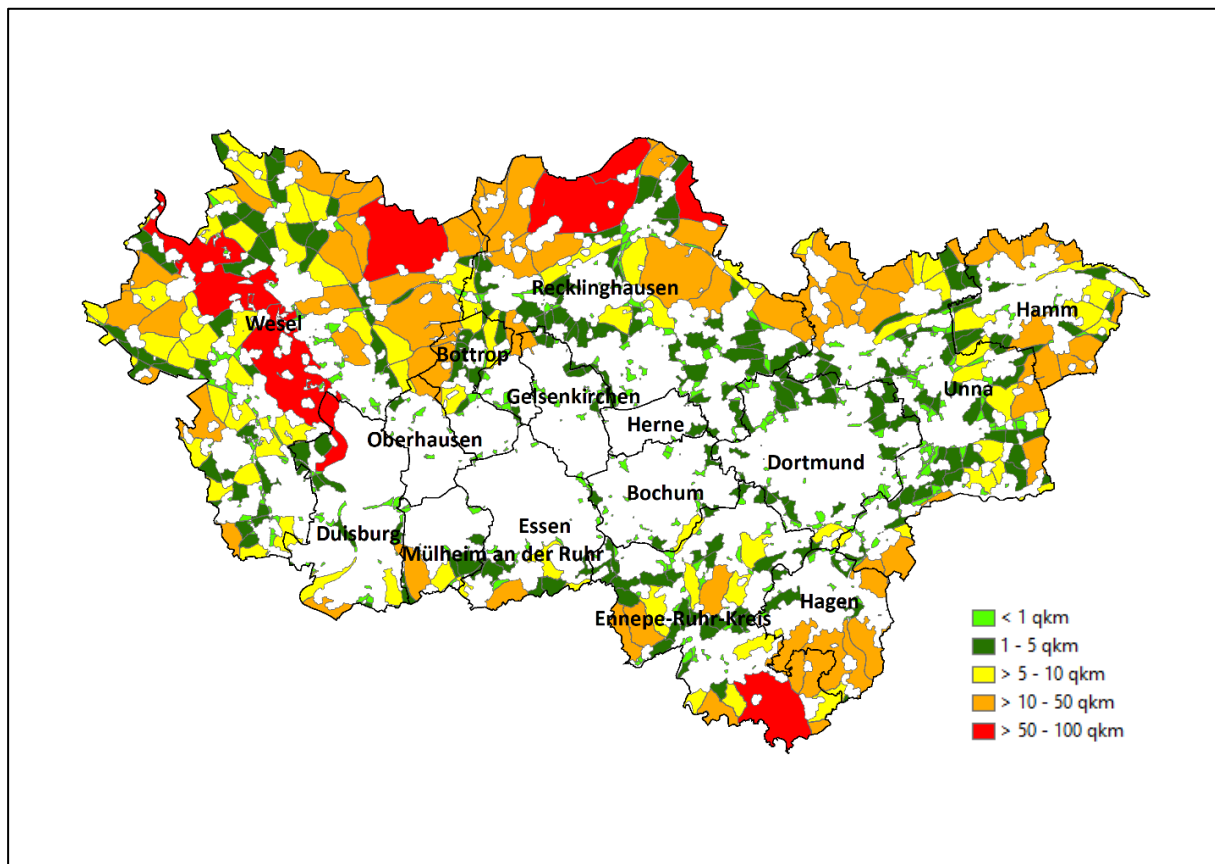 Recklinghausen
Hamm
Wesel
Bottrop
Unna
Gelsenkirchen
Herne
Oberhausen
Dortmund
Bochum
Essen
Duisburg
Mülheim an der Ruhr
Hagen
Ennepe-Ruhr-Kreis
< 1 qkm
1 - 5 qkm
> 5 - 10 qkm
> 10 - 50 qkm
> 50 - 100 qkm